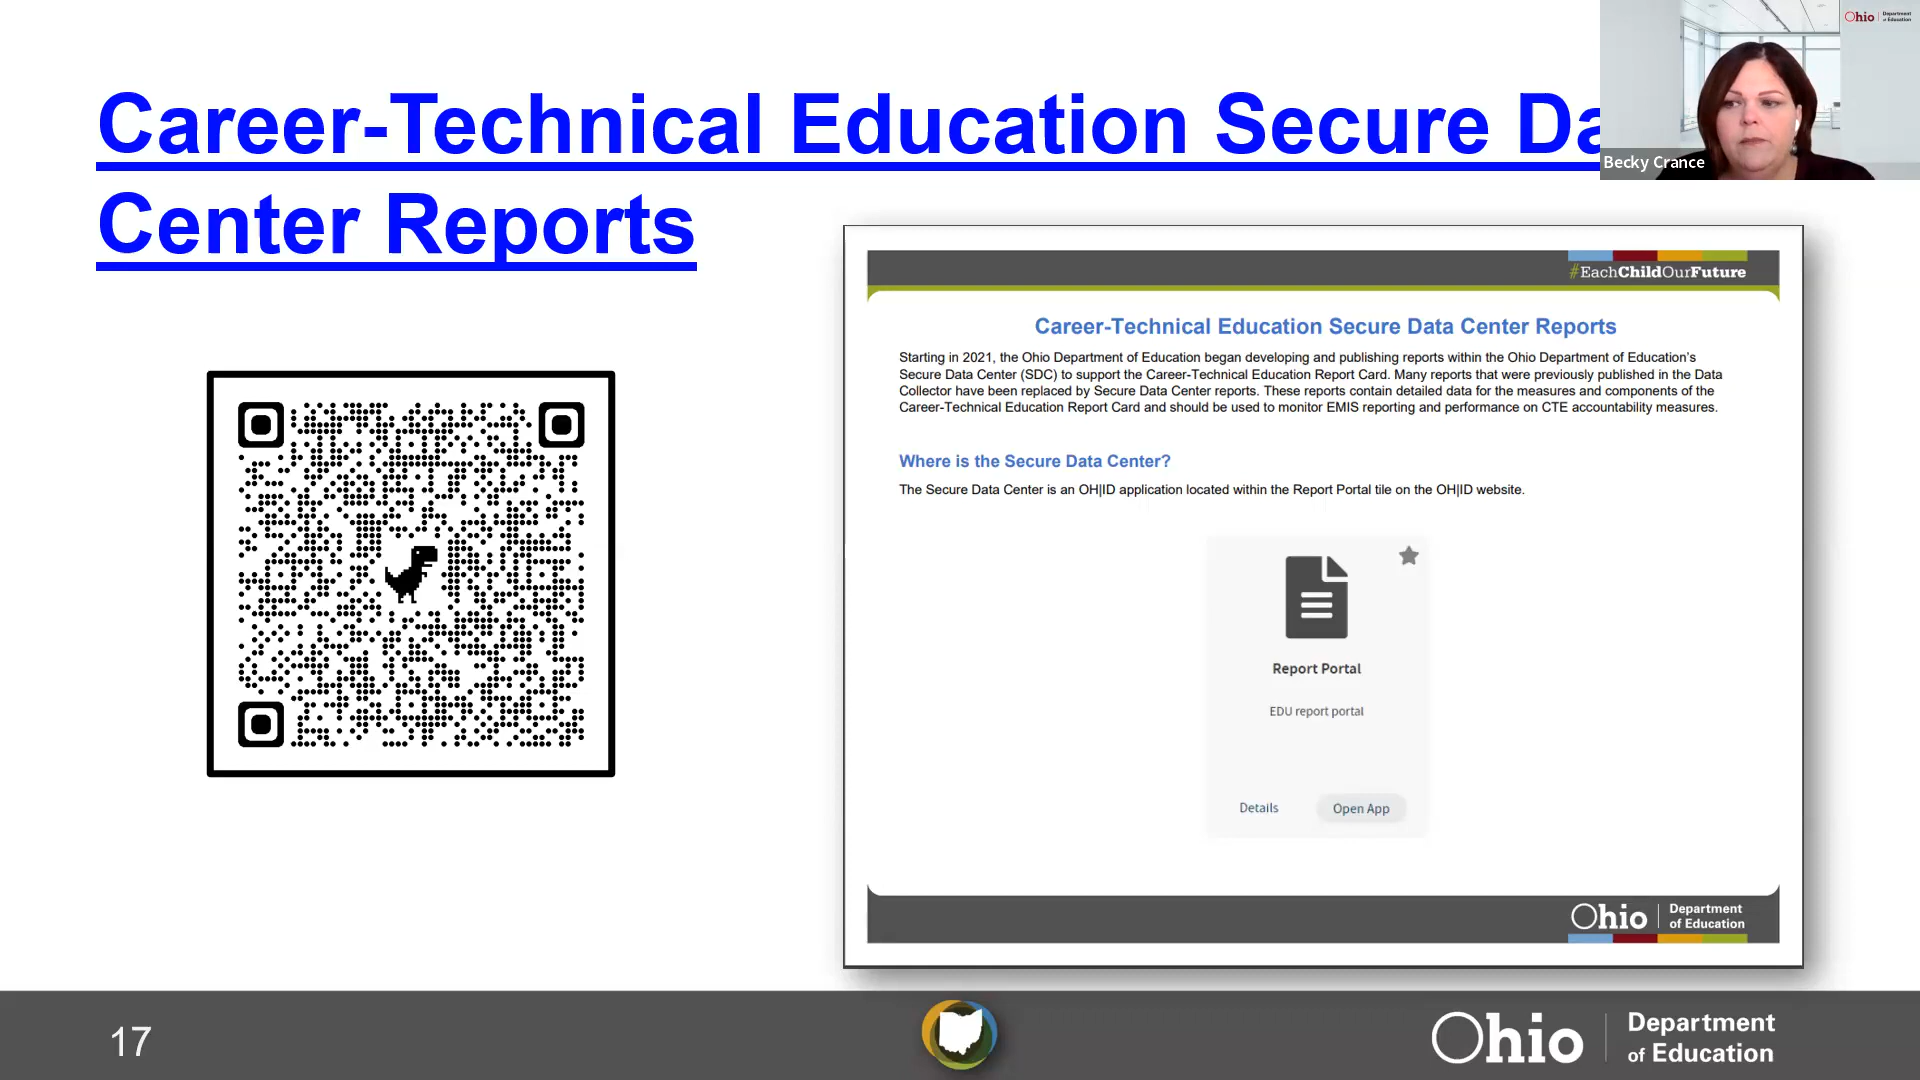 Career-Technical Education Secure Da
Center Reports
Ohio
Department
of Education
Becky Crance
#EachChildOurFuture
Career-Technical Education Secure Data Center Reports
Starting in 2021, the Ohio Department of Education began developing and publishing reports within the Ohio Department of Education's
Secure Data Center (SDC) to support the Career-Technical Education Report Card. Many reports that were previously published in the Data
Collector have been replaced by Secure Data Center reports. These reports contain detailed data for the measures and components of the
Career-Technical Education Report Card and should be used to monitor EMIS reporting and performance on CTE accountability measures.
Where is the Secure Data Center?
The Secure Data Center is an OH|ID application located within the Report Portal tile on the OH|ID website.
Report Portal
EDU report portal
Details
Open App
Ohio
Department
of Education
17
Ohio
Department
of Education